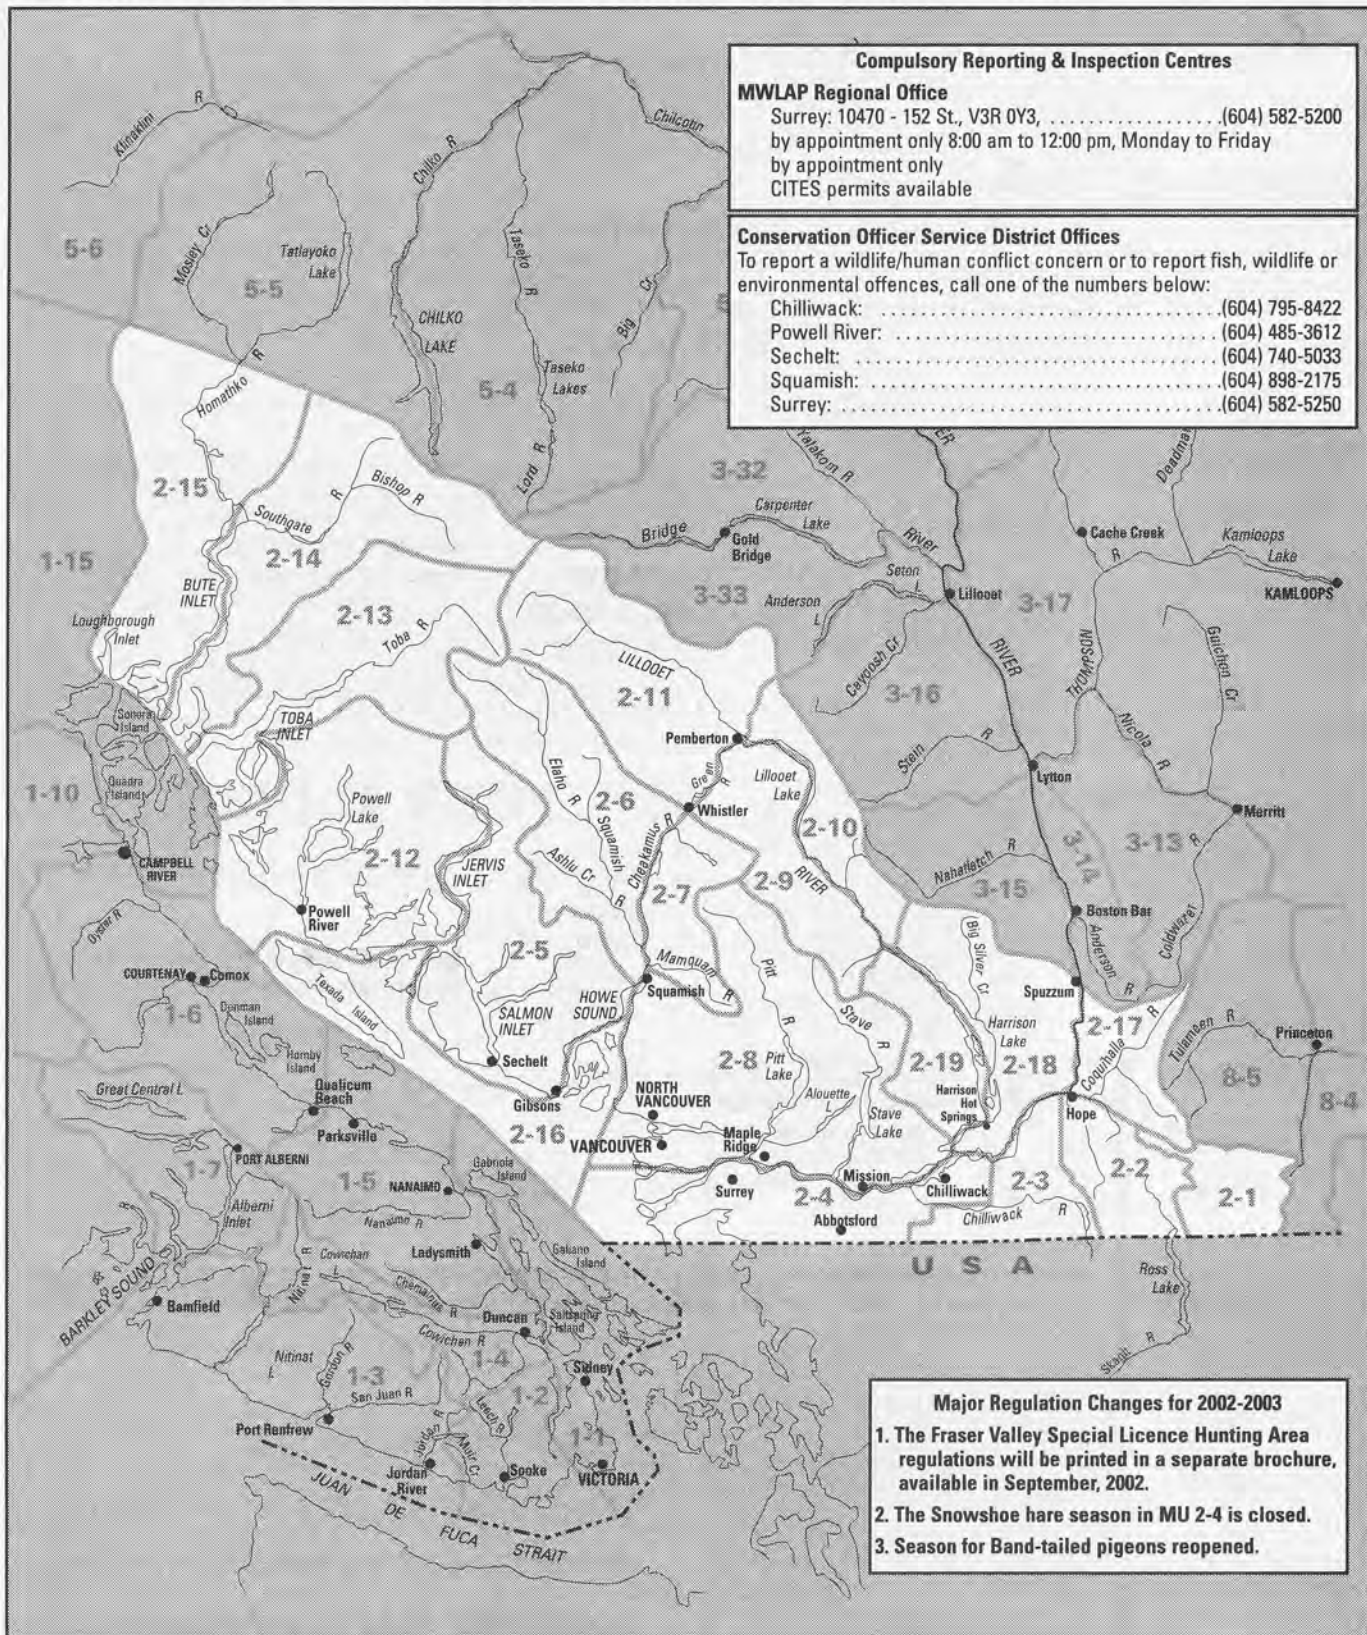 Compulsory Reporting & Inspection Centres
MWLAP Regional Office
Surrey: 10470 - 152 St., V3R 0Y3, . . . . . . . . . . . . . . . . . .(604) 582-5200
by appointment only 8:00 am to 12:00 pm, Monday to Friday
by appointment only
CITES permits available
Conservation Officer Service District Offices
To report a wildlife/human conflict concern or to report fish, wildlife or
environmental offences, call one of the numbers below:
Chilliwack: . . . . . . . . . . . . . . . . . . . . . . . . . . . . . . . . . . .(604) 795-8422
Powell River: . . . . . . . . . . . . . . . . . . . . . . . . . . . . . . . . . (604) 485-3612
Sechelt: . . . . . . . . . . . . . . . . . . . . . . . . . . . . . . . . . . . . . (604) 740-5033
Squamish: . . . . . . . . . . . . . . . . . . . . . . . . . . . . . . . . . . . .(604) 898-2175
Surrey: . . . . . . . . . . . . . . . . . . . . . . . . . . . . . . . . . . . . . . .(604) 582-5250
Klinaklini R
Chilko R
Chilcotin
5-6
Mosley Cr
Tatlayoko
Lake
5-5
Taseko R
Big Cr
CHILKO
LAKE
Taseko
Lakes
5-4
Homathko R
Lord R
Yalakom R
Deadman
3-32
2-15
Bishop R
Southgate R
Carpenter
Lake
Bridge River
Gold
Bridge
Cache Creek
Kamloops
Lake
KAMLOOPS
2-14
1-15
BUTE
INLET
Seton
L
Anderson
L
3-33
Lillooet
3-17
Loughborough
Inlet
2-13
Toba R
LILLOOET
2-11
Cayoosh Cr
RIVER
THOMPSON R
Guichon Cr
3-16
Sonora
Island
TOBA
INLET
Pemberton
Stein R
Nicola R
Quadra
Island
1-10
Elaho R
Green R
Lillooet
Lake
Lytton
Powell
Lake
2-6
Whistler
Merritt
CAMPBELL
RIVER
2-12
JERVIS
INLET
Squamish R
Ashlu Cr
Cheakamus R
2-10
RIVER
Nahatlatch R
3-15
3-14
3-13
2-7
2-9
Powell
River
Boston Bar
Oyster R
Anderson R
Coldwater R
2-5
Pitt R
Big Silver Cr
COURTENAY
Comox
Texada
Island
SALMON
INLET
HOWE
SOUND
Squamish
Mamquam R
Spuzzum
1-6
Denman
Island
Stave R
Harrison
Lake
2-17
Tulameen R
Princeton
Hornby
Island
Sechelt
2-8
Pitt
Lake
2-19
2-18
Coquihalla R
8-5
Great Central L
Qualicum
Beach
Gibsons
NORTH
VANCOUVER
Alouette
L
Stave
Lake
Harrison
Hot
Springs
Hope
8-4
Parksville
2-16
VANCOUVER
Maple
Ridge
PORT ALBERNI
1-7
1-5
Gabriola
Island
Surrey
Mission
Chilliwack
2-3
2-2
2-1
Alberni
Inlet
NANAIMO
2-4
Abbotsford
Chilliwack R
Nanaimo R
Ladysmith
Galiano
Island
U S A
BARKLEY SOUND
Bamfield
Cowichan
L
Chemainus R
Ross
Lake
Duncan
Saltspring
Island
Cowichan R
Nitinat
L
Gordon R
1-4
Sidney
Skagit R
1-3
San Juan R
1-2
Leech R
Port Renfrew
Jordan R
Muir Cr
1-1
Jordan
River
Sooke
VICTORIA
JUAN DE FUCA STRAIT
Major Regulation Changes for 2002-2003
1. The Fraser Valley Special Licence Hunting Area
regulations will be printed in a separate brochure,
available in September, 2002.
2. The Snowshoe hare season in MU 2-4 is closed.
3. Season for Band-tailed pigeons reopened.